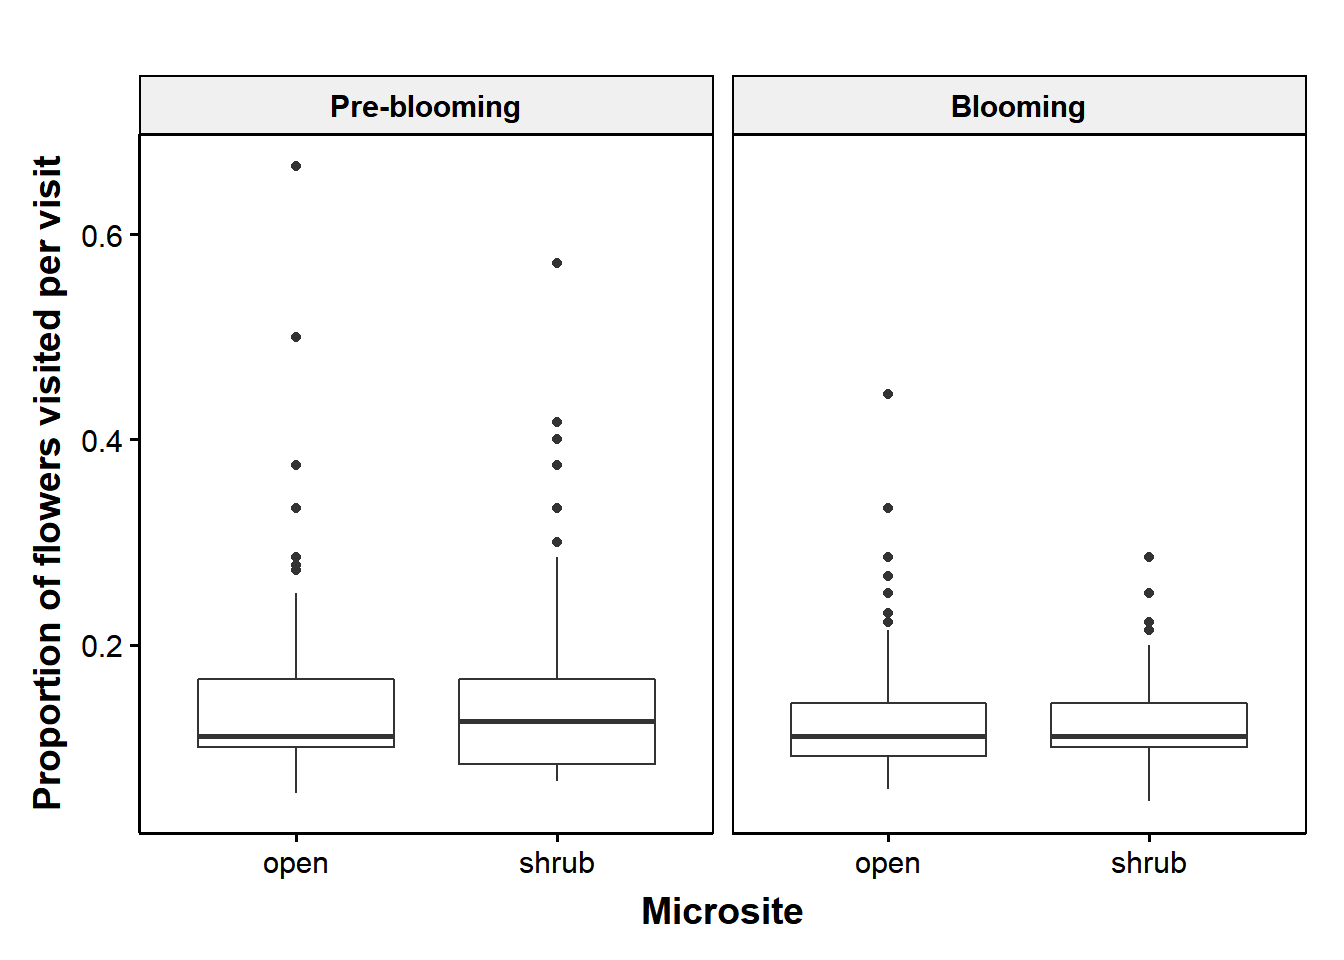 Pre-blooming
Blooming
Proportion of flowers visited per visit
0.6
0.4
0.2
open
shrub
open
shrub
Microsite